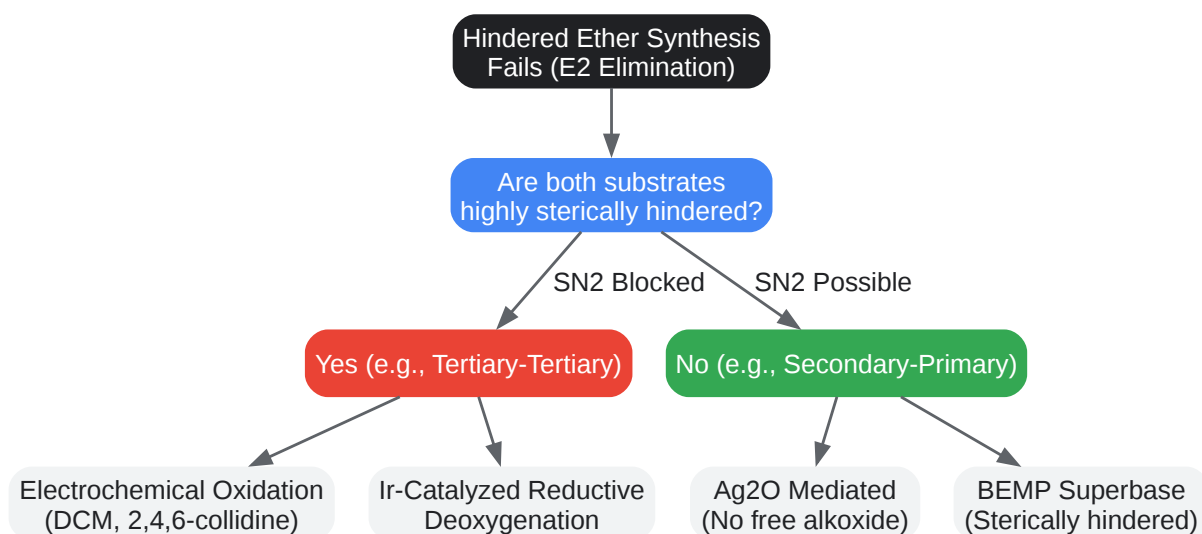 Hindered Ether Synthesis
Fails (E2 Elimination)
Are both substrates
highly sterically hindered?
SN2 Blocked
SN2 Possible
Yes (e.g., Tertiary-Tertiary)
No (e.g., Secondary-Primary)
Electrochemical Oxidation
(DCM, 2,4,6-collidine)
Ir-Catalyzed Reductive
Deoxygenation
Ag2O Mediated
(No free alkoxide)
BEMP Superbase
(Sterically hindered)